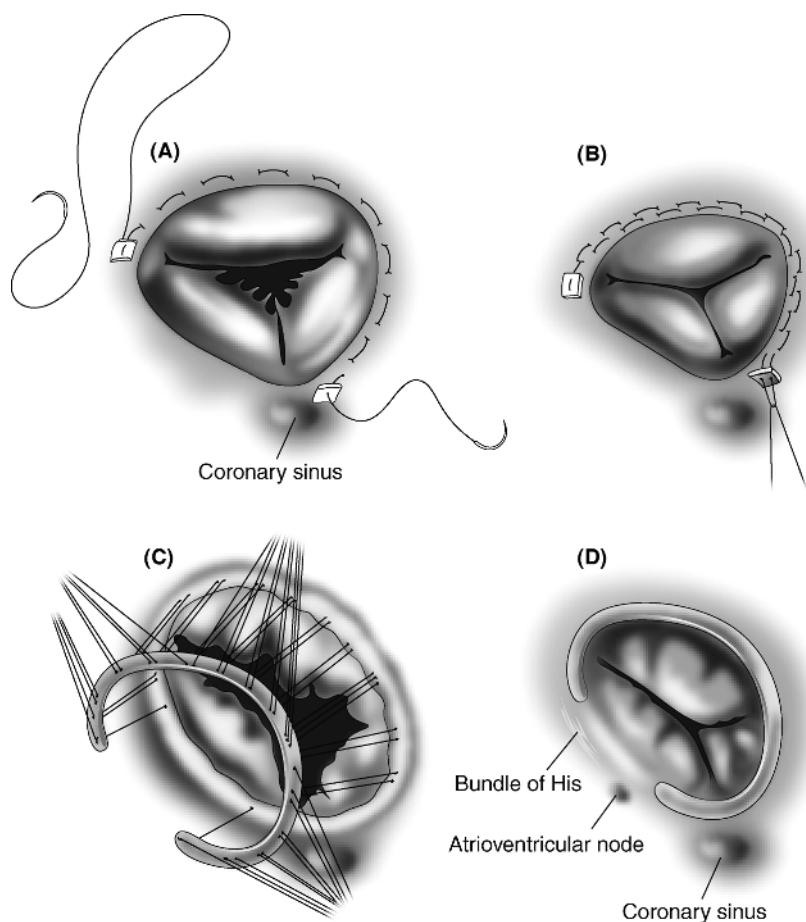 (A)
(B)
Coronary sinus
(C)
(D)
Bundle of His
Atrioventricular node
Coronary sinus